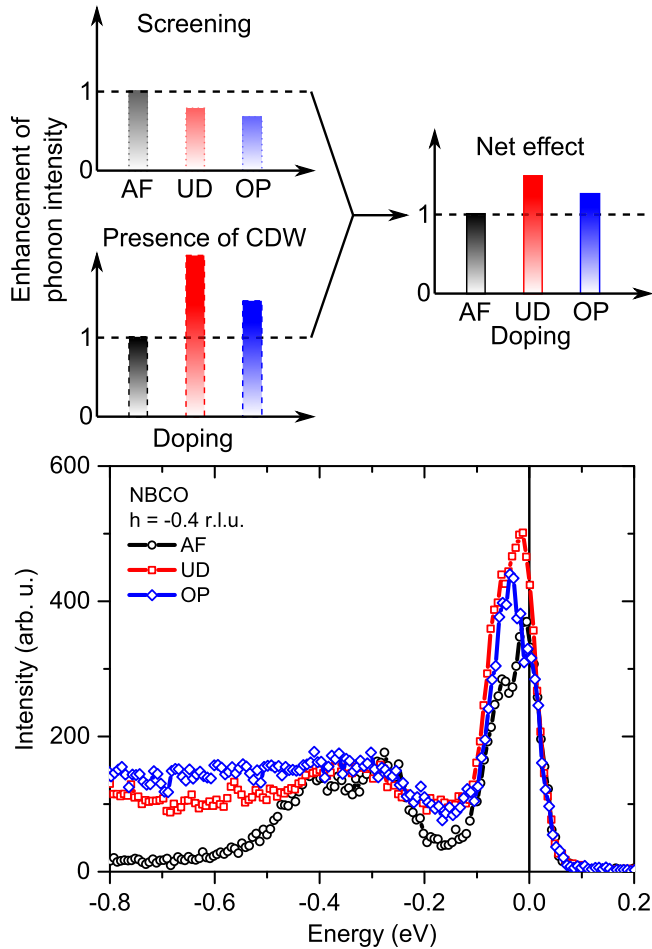 Screening
Enhancement of
phonon intensity
1
0
AF UD OP
Presence of CDW
1
0
Doping
Net effect
1
0
AF UD OP
Doping
600
400
200
0
Intensity (arb. u.)
NBCO
h = -0.4 r.l.u.
AF
UD
OP
-0.8 -0.6 -0.4 -0.2 0.0 0.2
Energy (eV)